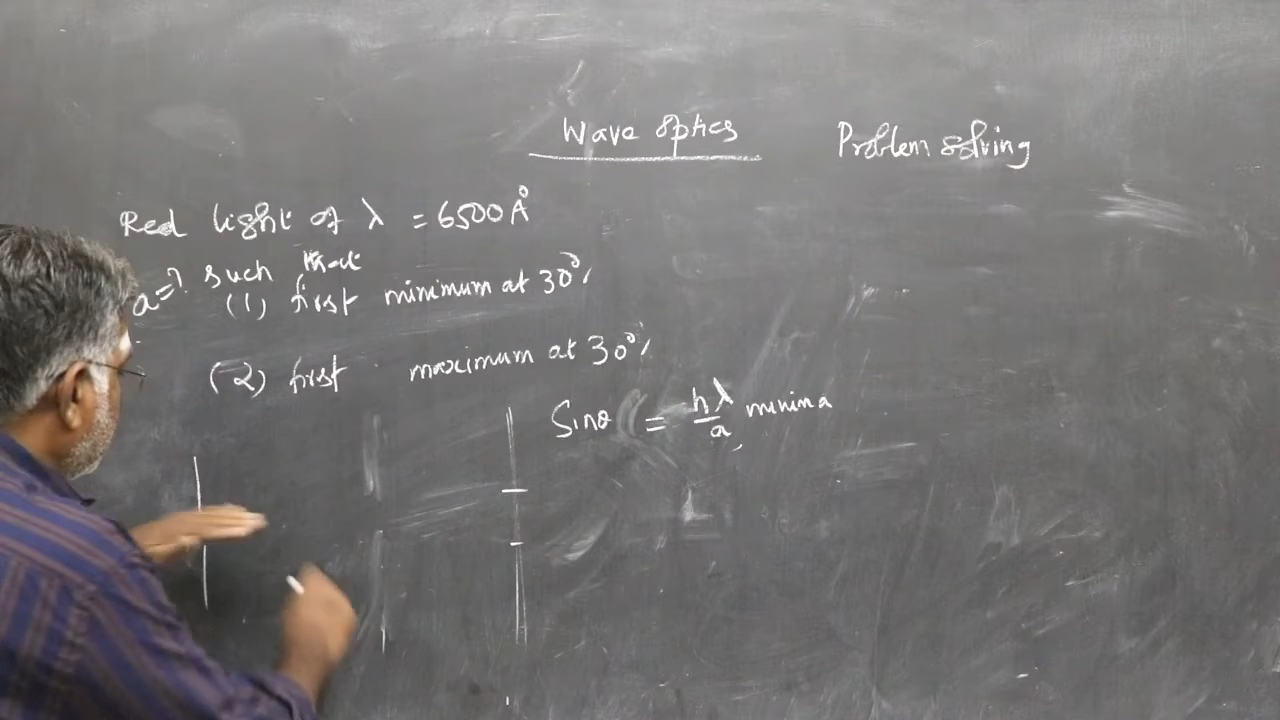 Wave optics Problem solving
Red light of λ = 6500 Å
a=? such that
(1) first minimum at 30°
(2) first maximum at 30°
Sinθ = nλ/a minima